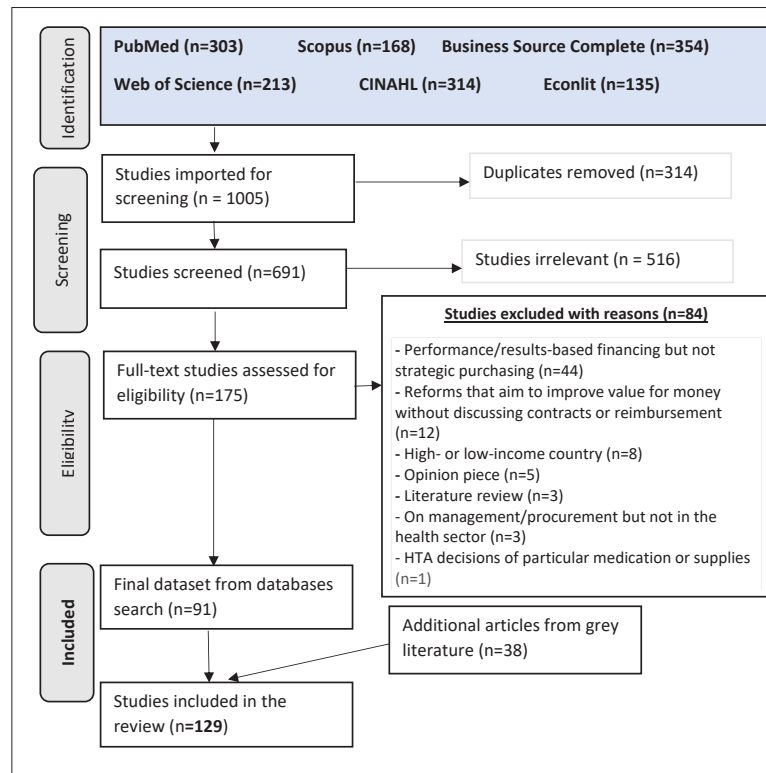 Identification
PubMed (n=303) Scopus (n=168) Business Source Complete (n=354)
Web of Science (n=213) CINAHL (n=314) Econlit (n=135)
Screening
Studies imported for
screening (n = 1005)
Duplicates removed (n=314)
Studies screened (n=691)
Studies irrelevant (n = 516)
Eligibility
Full-text studies assessed for
eligibility (n=175)
Studies excluded with reasons (n=84)
- Performance/results-based financing but not
strategic purchasing (n=44)
- Reforms that aim to improve value for money
without discussing contracts or reimbursement
(n=12)
- High- or low-income country (n=8)
- Opinion piece (n=5)
- Literature review (n=3)
- On management/procurement but not in the
health sector (n=3)
- HTA decisions of particular medication or supplies
(n=1)
Included
Final dataset from databases
search (n=91)
Additional articles from grey
literature (n=38)
Studies included in the
review (n=129)